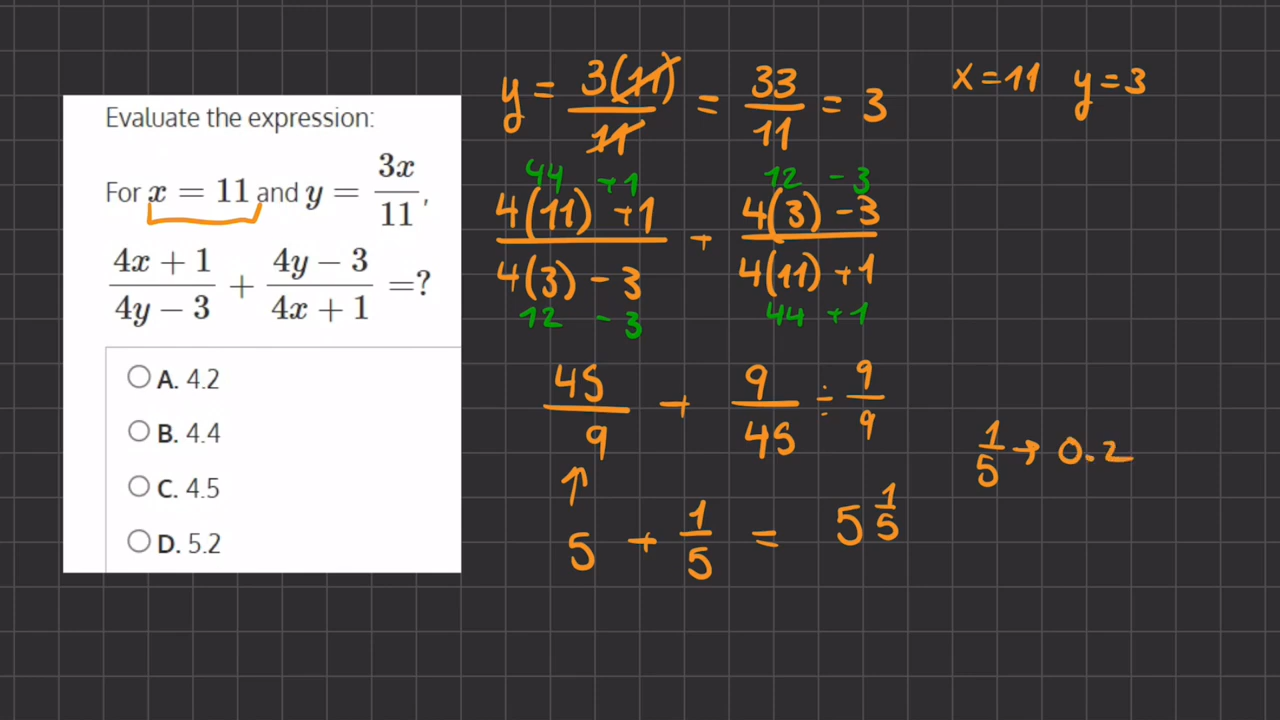 Evaluate the expression:
For x = 11 and y = 3x/11,
(4x + 1)/(4y − 3) + (4y − 3)/(4x + 1) =?
A. 4.2
B. 4.4
C. 4.5
D. 5.2
y = 3(11)/11 = 33/11 = 3
x = 11 y = 3
44 + 1 12 − 3
(4(11) + 1)/(4(3) − 3) + (4(3) − 3)/(4(11) + 1)
12 − 3 44 + 1
45/9 + 9/45 ÷ 9/9
1/5 → 0.2
↑
5 + 1/5 = 5 1/5